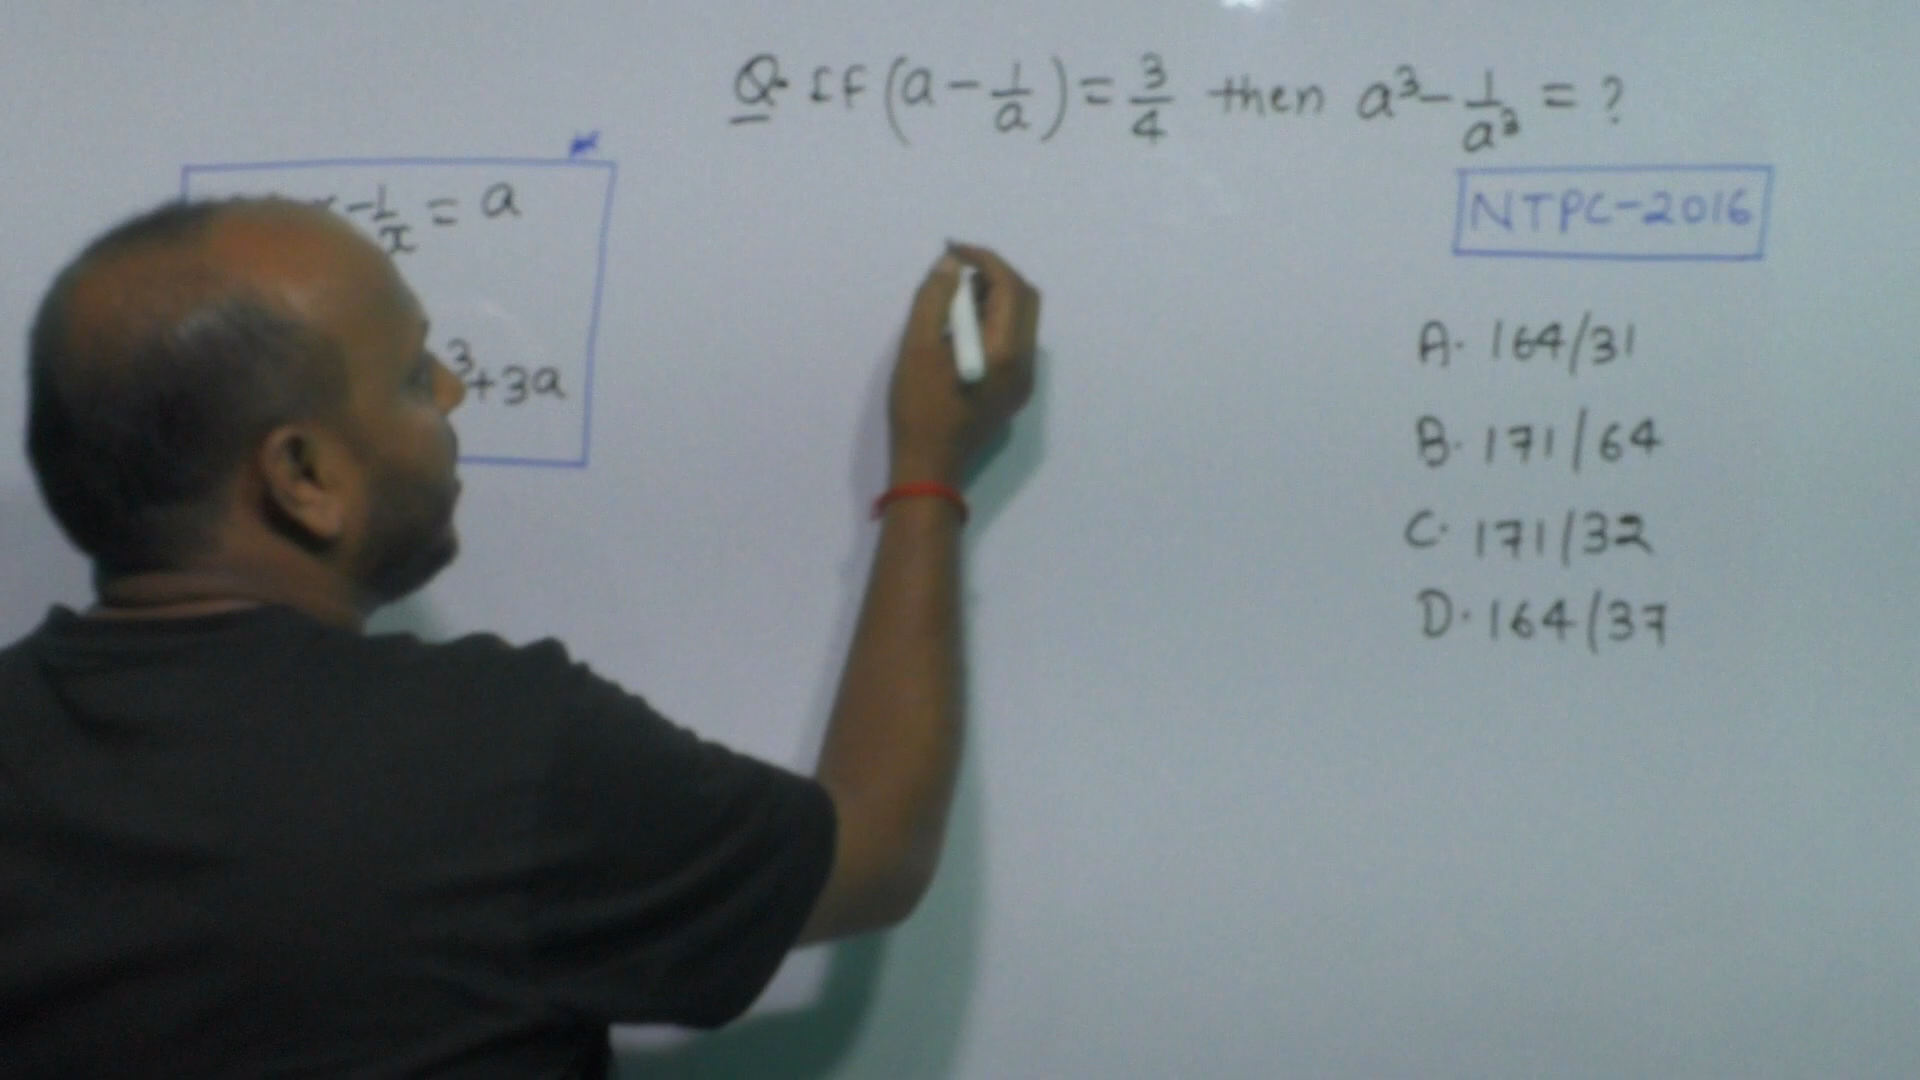 Q. If (a - 1/a) = 3/4 then a³ - 1/a³ = ?
- 1/x = a
³+3a
NTPC-2016
A. 164/31
B. 171/64
C. 171/32
D. 164/37